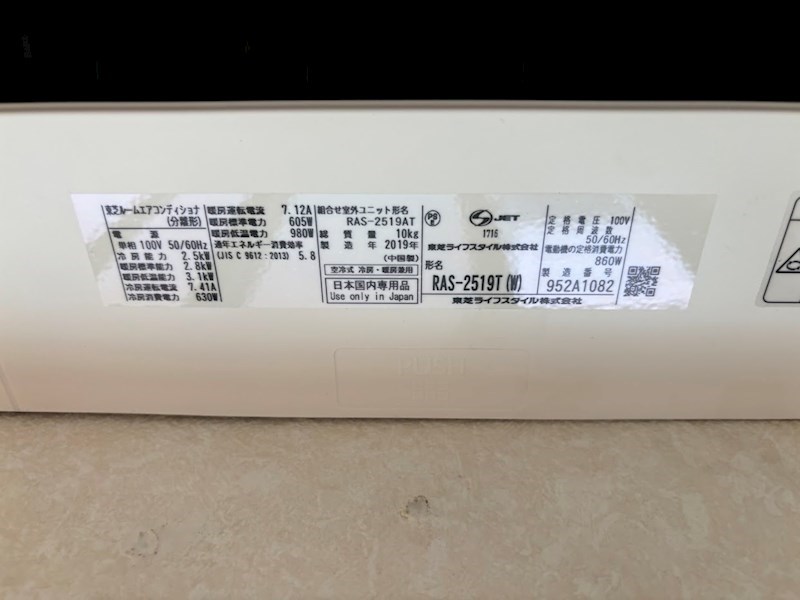 東芝ルームエアコンディショナ
(分離形)
電 源
単相 100V 50/60Hz
冷 房 能 力 2.5kW
暖房標準能力 2.8kW
暖房低温能力 3.1kW
冷房運転電流 7.41A
冷房消費電力 630W
暖房運転電流 7.12A
暖房標準電力 605W
暖房低温電力 980W
通年エネルギー消費効率
(JIS C 9612:2013) 5.8
組合せ室外ユニット形名
RAS-2519AT
総 質 量 10kg
製 造 年 2019年
(中国製)
空冷式 冷房・暖房兼用
日本国内専用品
Use only in Japan
PS
E
JET
1716
東芝ライフスタイル株式会社
形名
RAS-2519T(W)
東芝ライフスタイル株式会社
定 格 電 圧 100V
定 格 周 波 数
50/60Hz
電動機の定格消費電力
860W
製 造 番 号
952A1082
PUSH